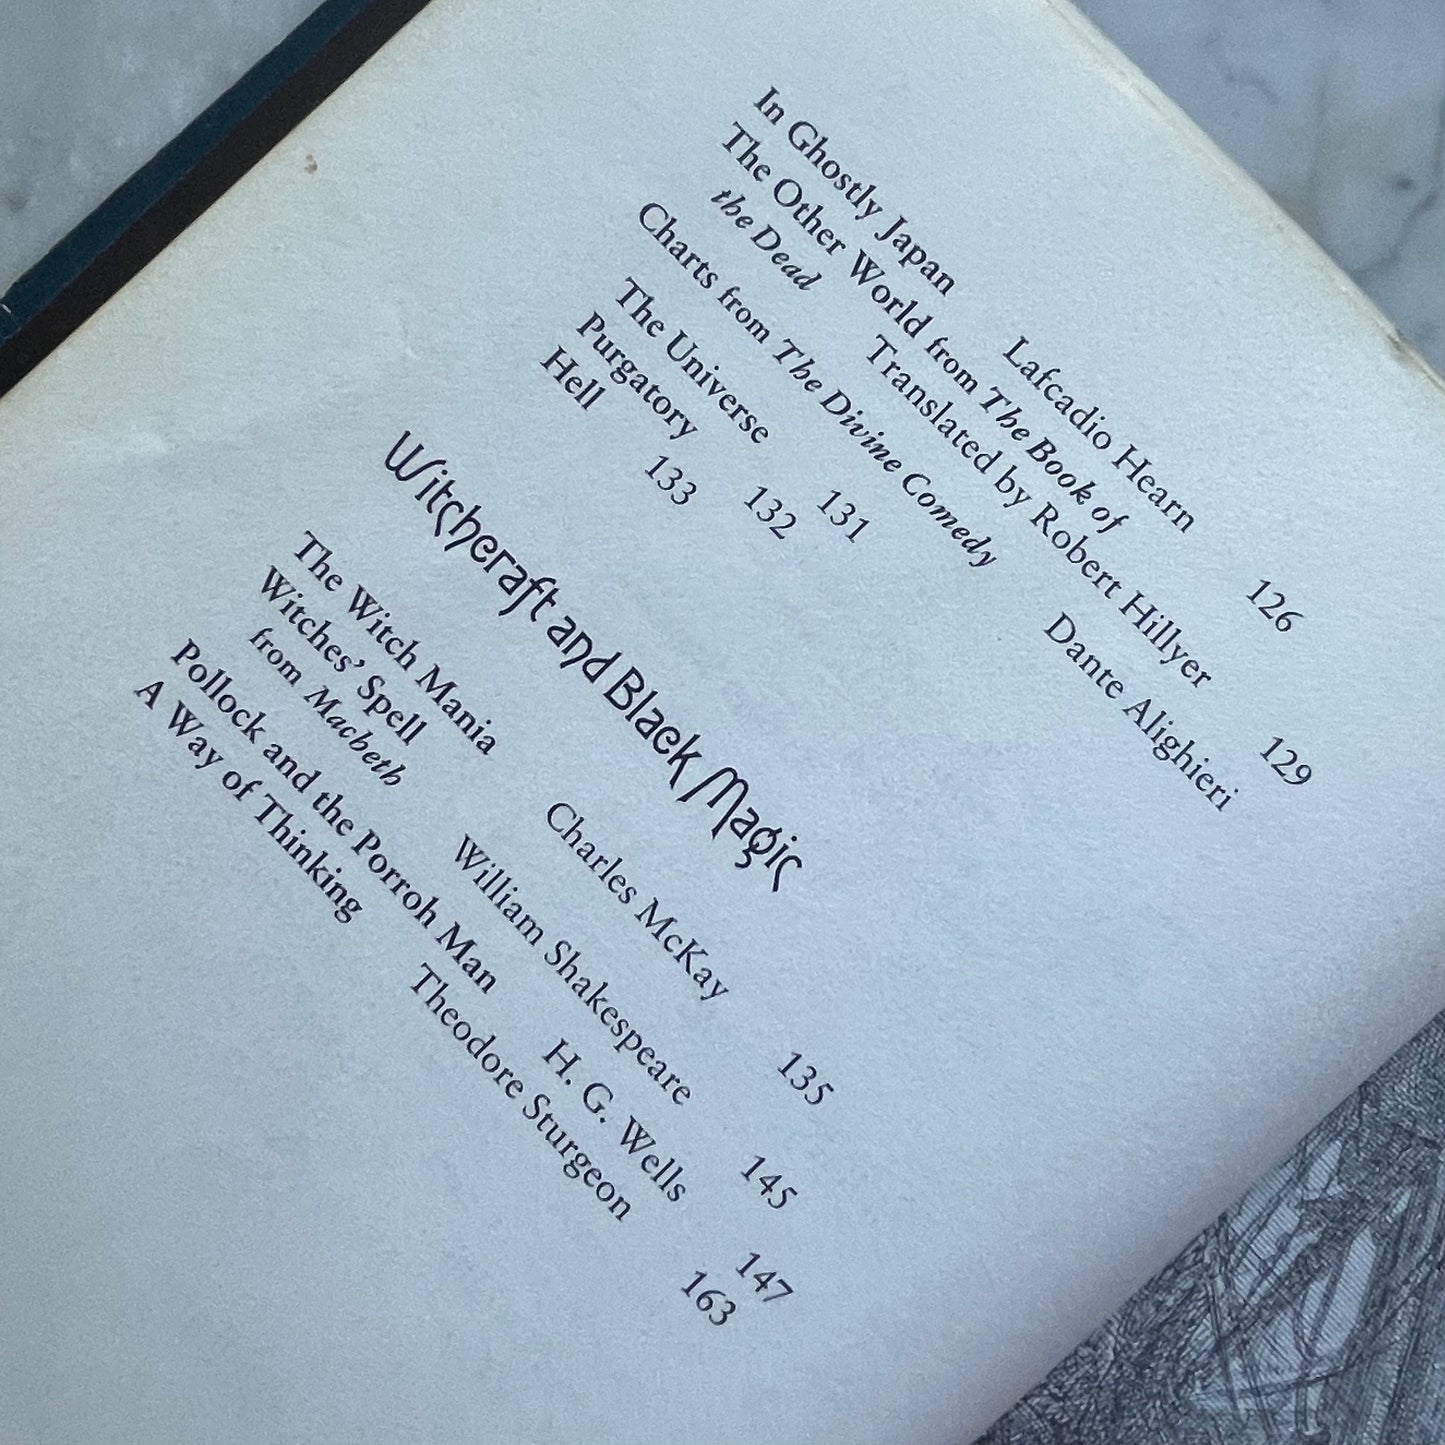 In Ghostly Japan Lafcadio Hearn 126
The Other World from The Book of
the Dead Translated by Robert Hillyer 129
Charts from The Divine Comedy Dante Alighieri
The Universe 131
Purgatory 132
Hell 133
Witchcraft and Black Magic
The Witch Mania Charles McKay 135
Witches' Spell
from Macbeth William Shakespeare 145
Pollock and the Porroh Man H. G. Wells 147
A Way of Thinking Theodore Sturgeon 163